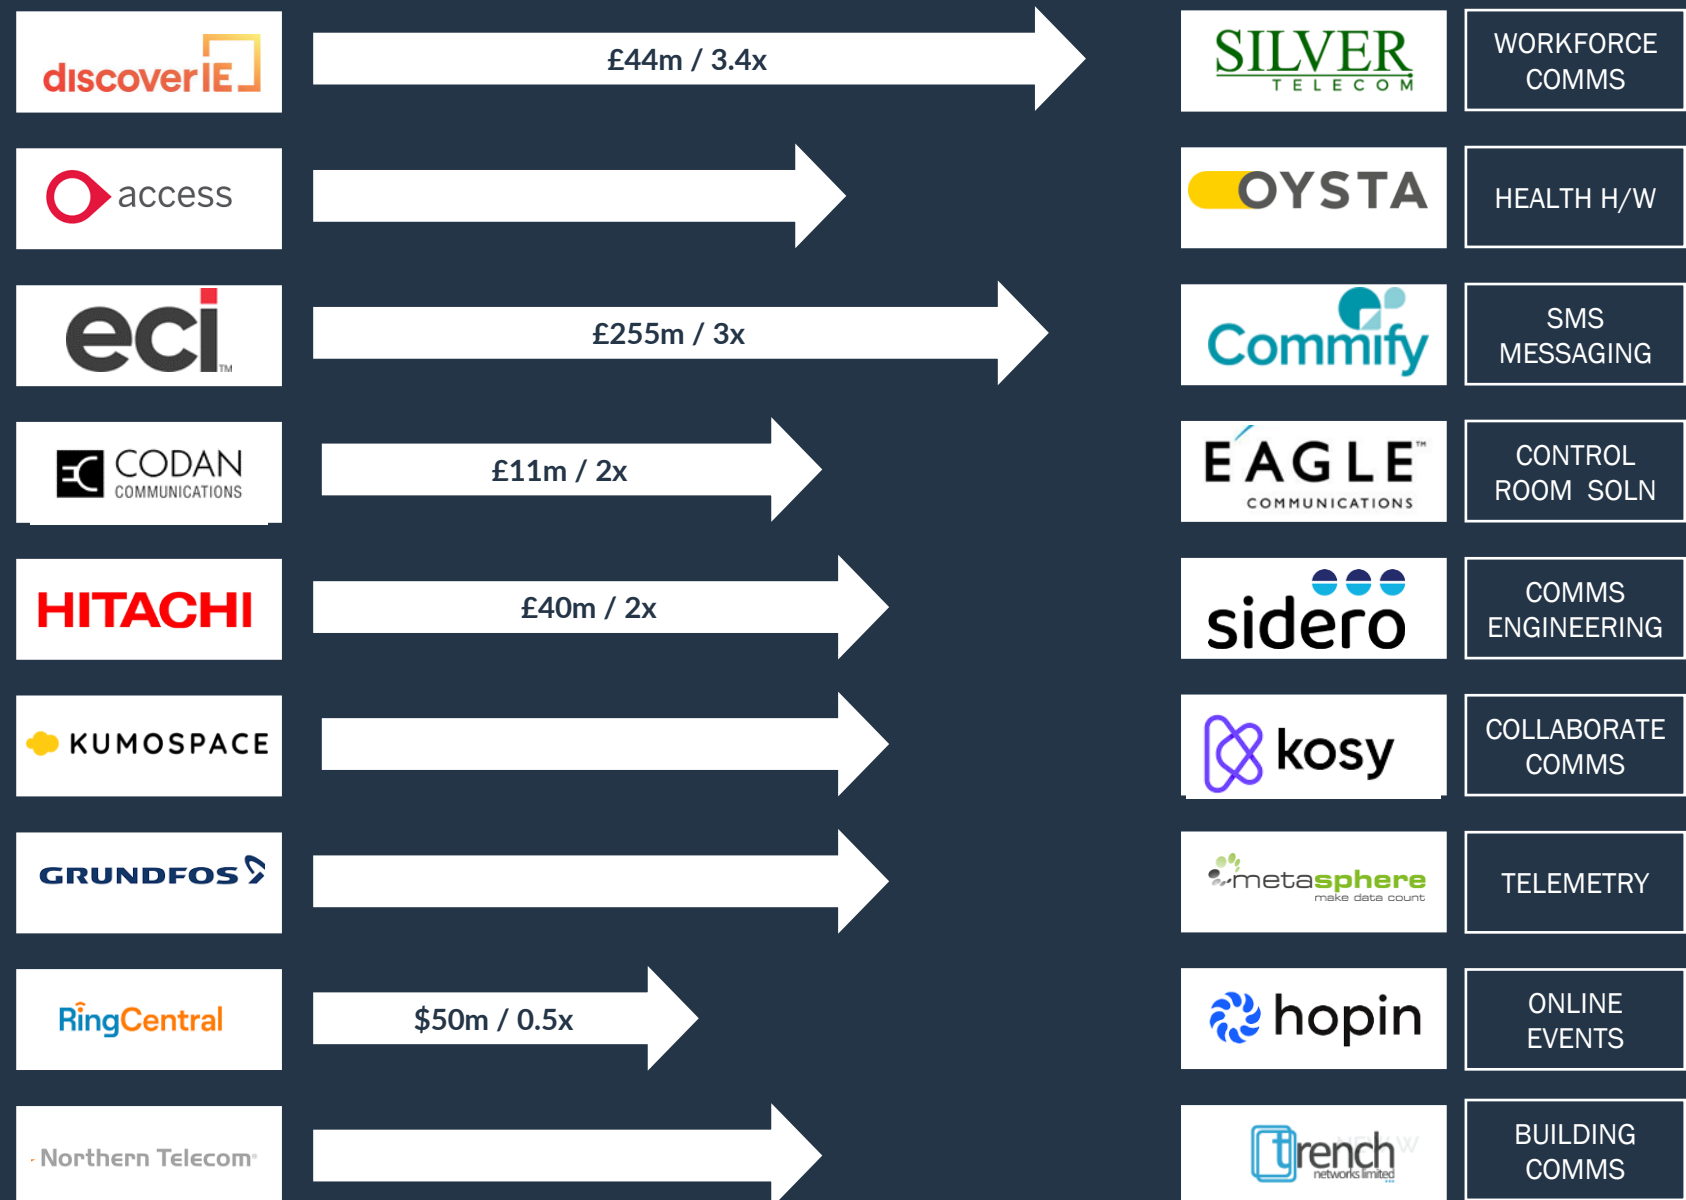 discoverIE
£44m / 3.4x
SILVER
TELECOM
WORKFORCE
COMMS
access
OYSTA
HEALTH H/W
eci
TM
£255m / 3x
Commify
SMS
MESSAGING
CODAN
COMMUNICATIONS
£11m / 2x
EAGLE™
COMMUNICATIONS
CONTROL
ROOM SOLN
HITACHI
£40m / 2x
sidero
COMMS
ENGINEERING
KUMOSPACE
kosy
COLLABORATE
COMMS
GRUNDFOS
metasphere
make data count
TELEMETRY
RingCentral
$50m / 0.5x
hopin
ONLINE
EVENTS
Northern Telecom®
trench
networks limited
BUILDING
COMMS